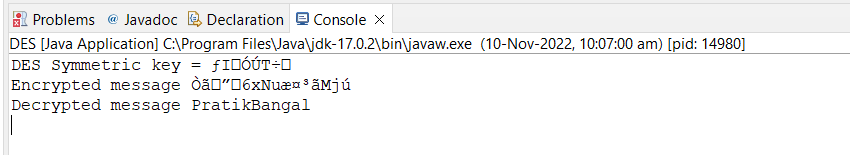 Problems @ Javadoc Declaration Console
DES [Java Application] C:\Program Files\Java\jdk-17.0.2\bin\javaw.exe (10-Nov-2022, 10:07:00 am) [pid: 14980]
DES Symmetric key = ƒI□ÓÚT÷□
Encrypted message Òã□”□6xNuæ¤³ãMjú
Decrypted message PratikBangal